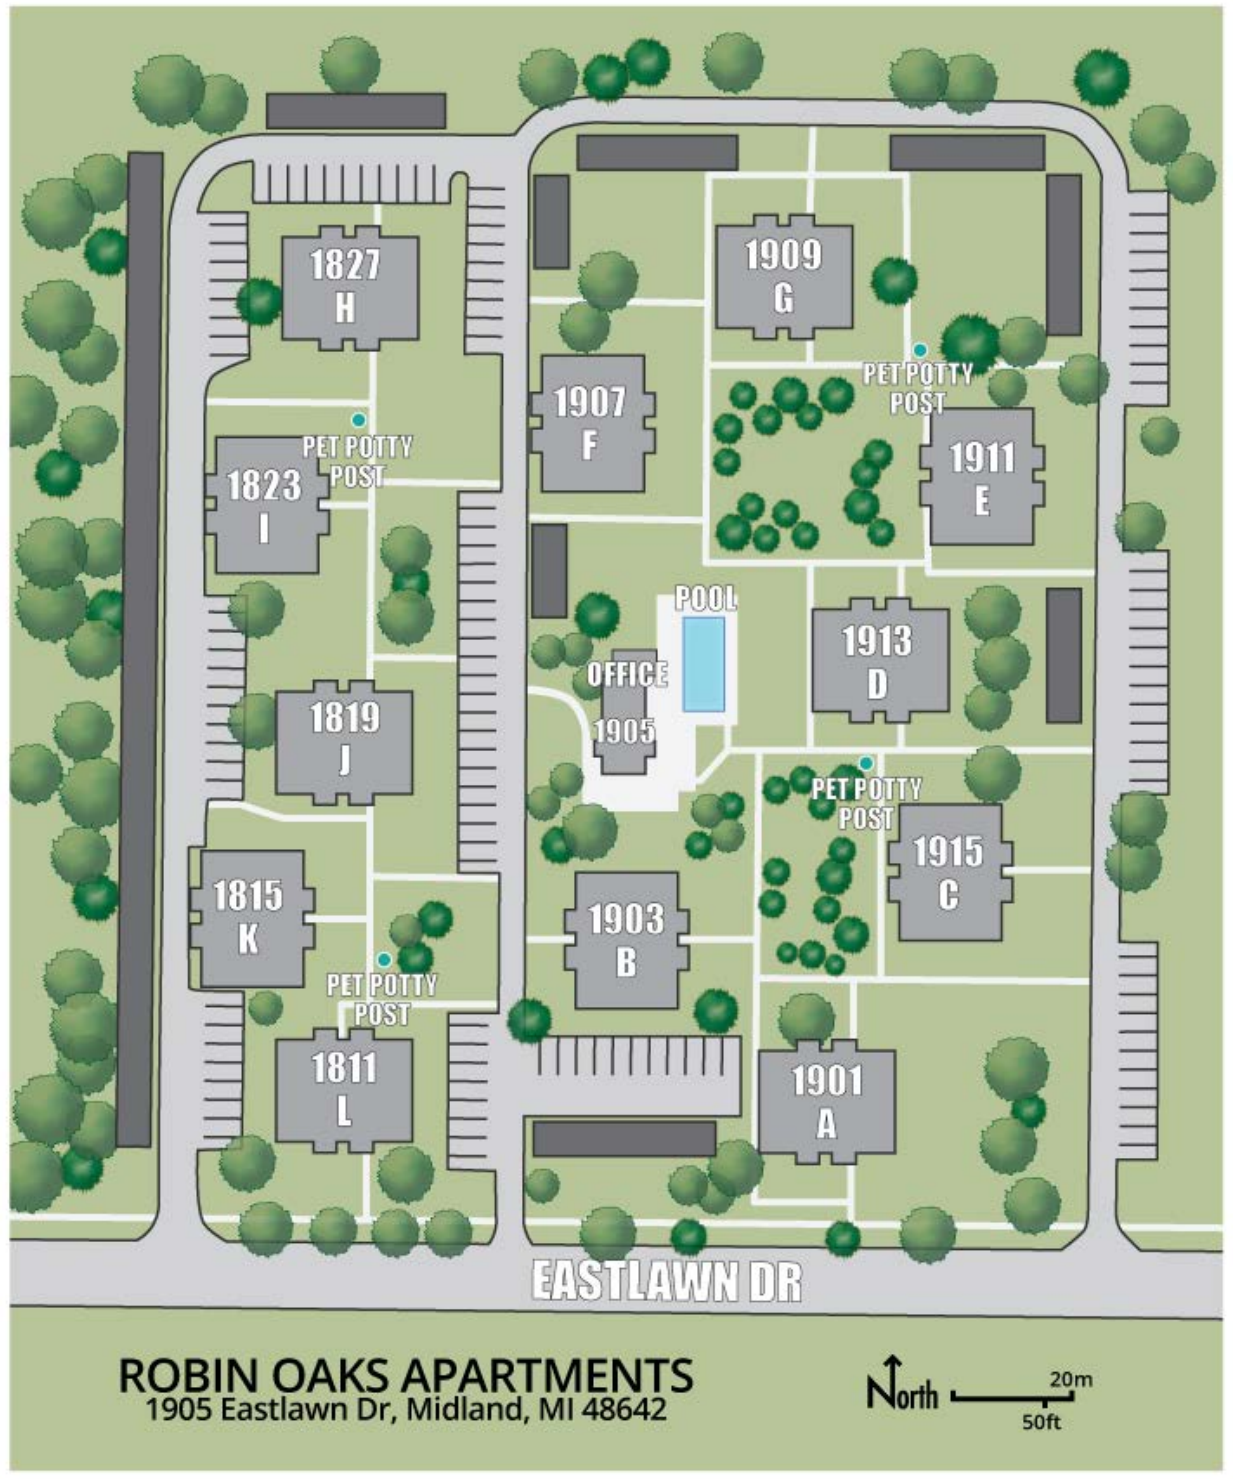 1827
H
1909
G
1907
F
PET POTTY
POST
1911
E
PET POTTY
POST
1823
I
POOL
OFFICE
1905
1913
D
1819
J
PET POTTY
POST
1915
C
1815
K
1903
B
PET POTTY
POST
1811
L
1901
A
EASTLAWN DR
ROBIN OAKS APARTMENTS
1905 Eastlawn Dr, Midland, MI 48642
North
20m
50ft